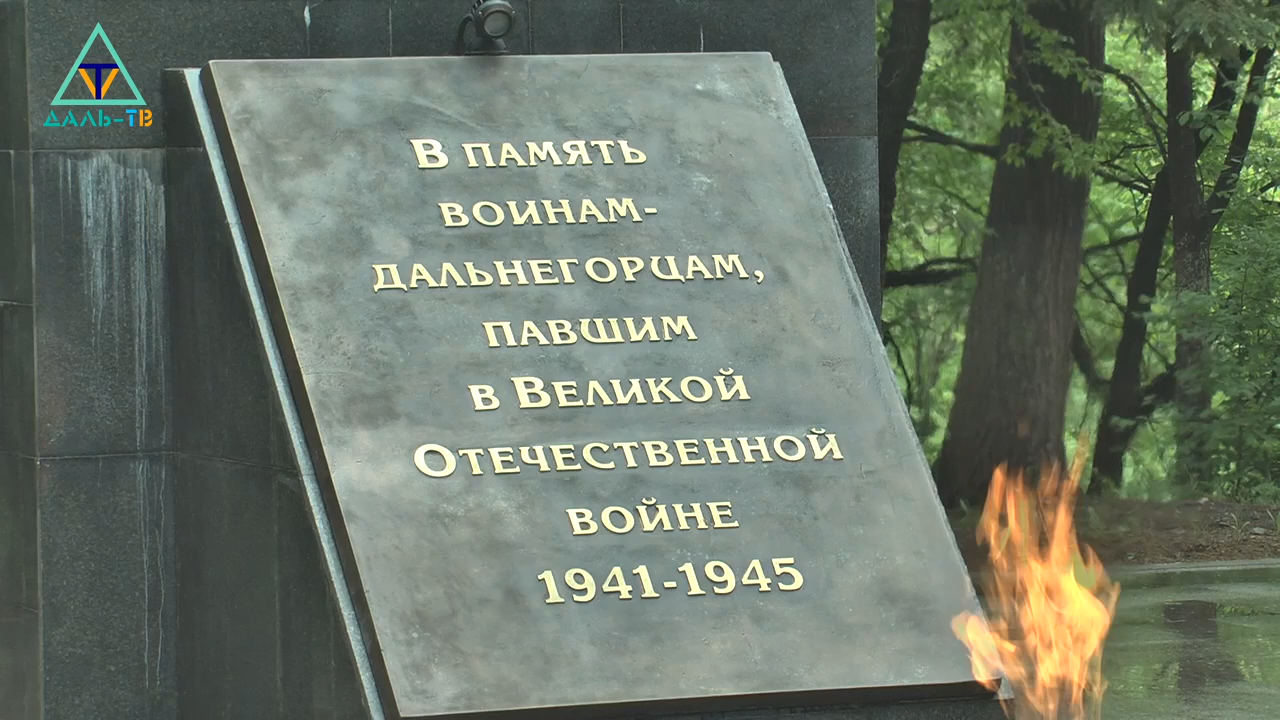 ДАЛЬ-ТВ
В ПАМЯТЬ
ВОИНАМ-
ДАЛЬНЕГОРЦАМ,
ПАВШИМ
В ВЕЛИКОЙ
ОТЕЧЕСТВЕННОЙ
ВОЙНЕ
1941-1945